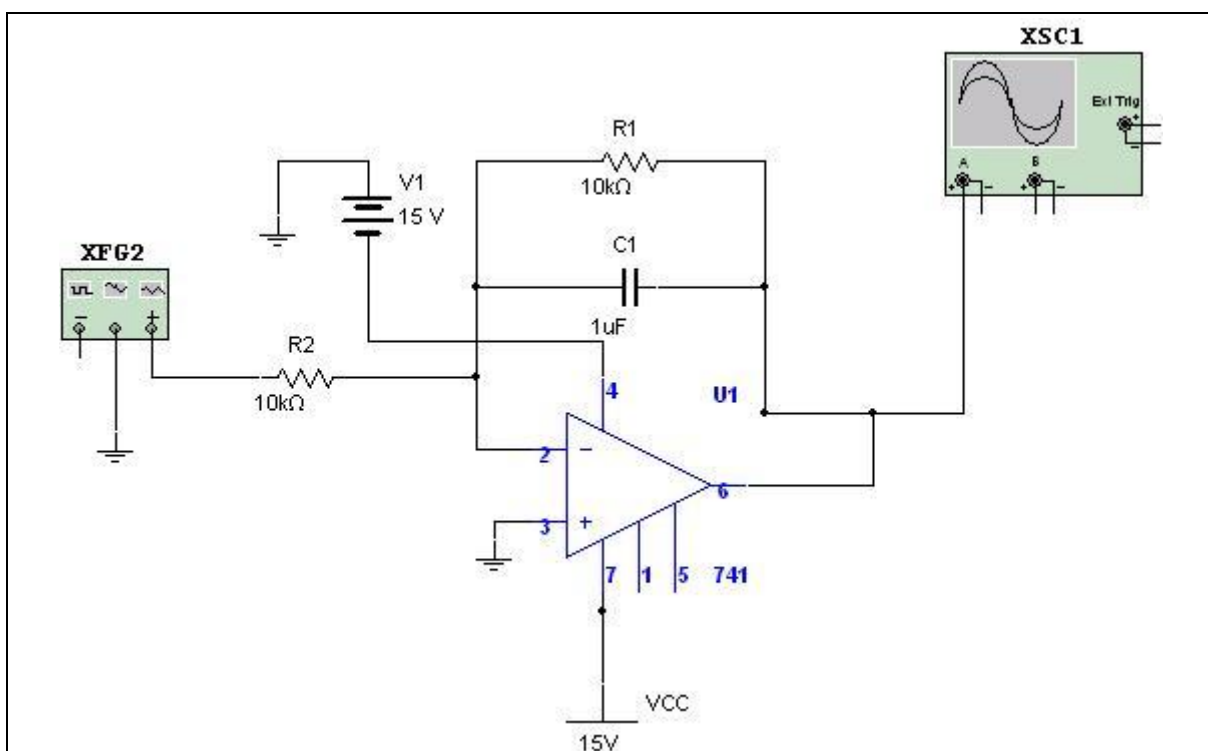 XSC1
Ext Trig
+
-
A
B
+ -
+ -
R1
10kΩ
V1
15 V
C1
1uF
XFG2
- +
R2
10kΩ
4
U1
2
-
6
3
+
7
1
5
741
VCC
15V